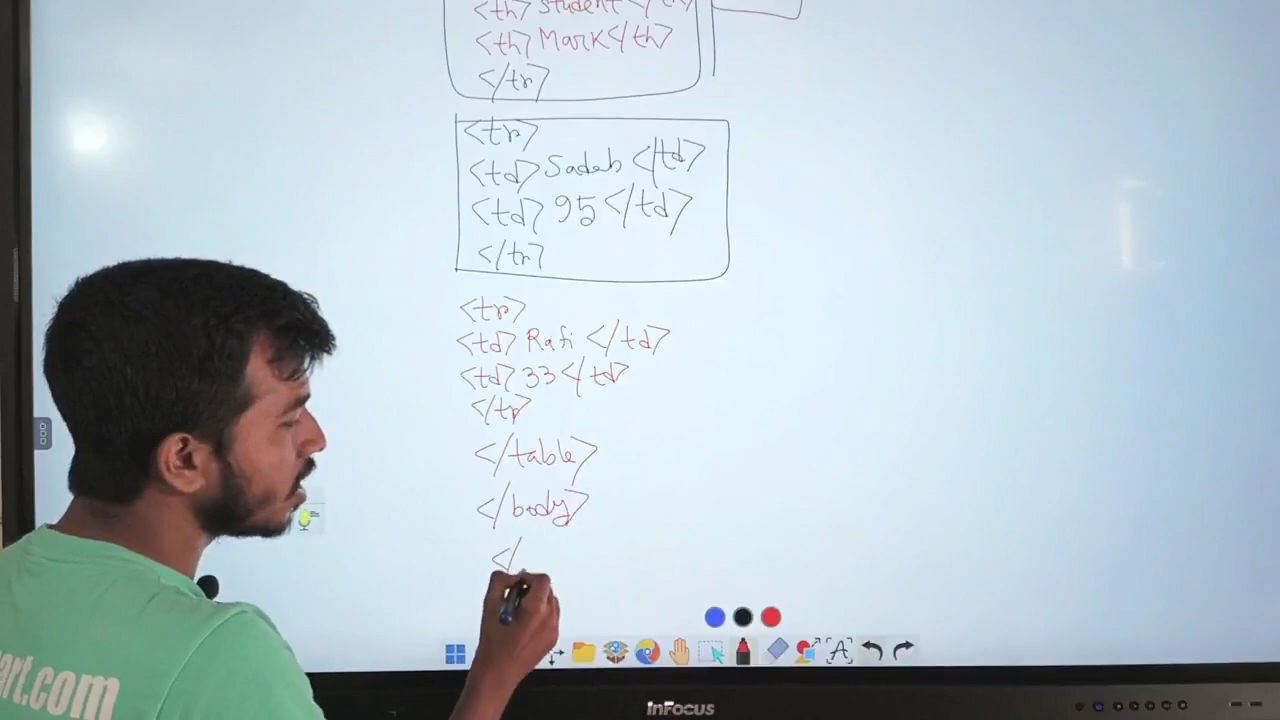 <th> Student </th>
<th> Mark </th>
</tr>
<tr>
<td> Sadab </td>
<td> 95 </td>
</tr>
<tr>
<td> Rafi </td>
<td> 33 </td>
</tr
</table>
</body>
</
art.com
A
InFocus